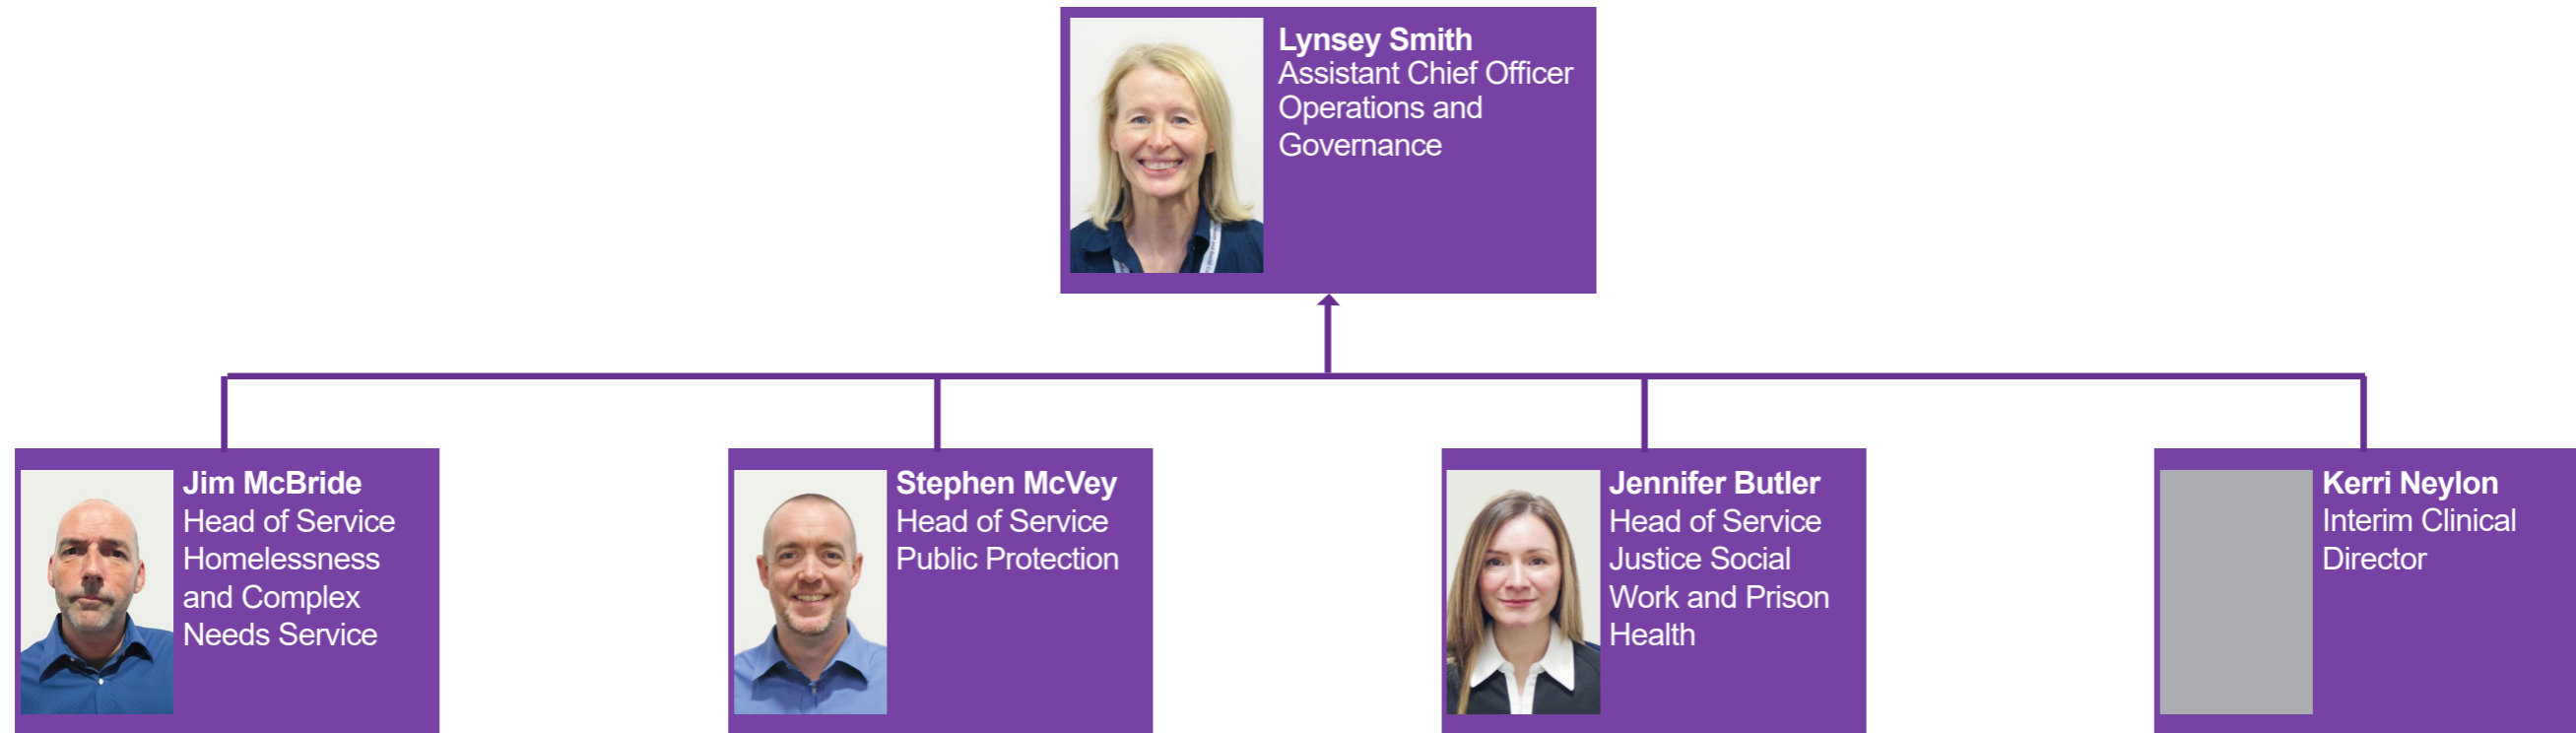 Lynsey Smith
Assistant Chief Officer
Operations and
Governance
Jim McBride
Head of Service
Homelessness
and Complex
Needs Service
Stephen McVey
Head of Service
Public Protection
Jennifer Butler
Head of Service
Justice Social
Work and Prison
Health
Kerri Neylon
Interim Clinical
Director